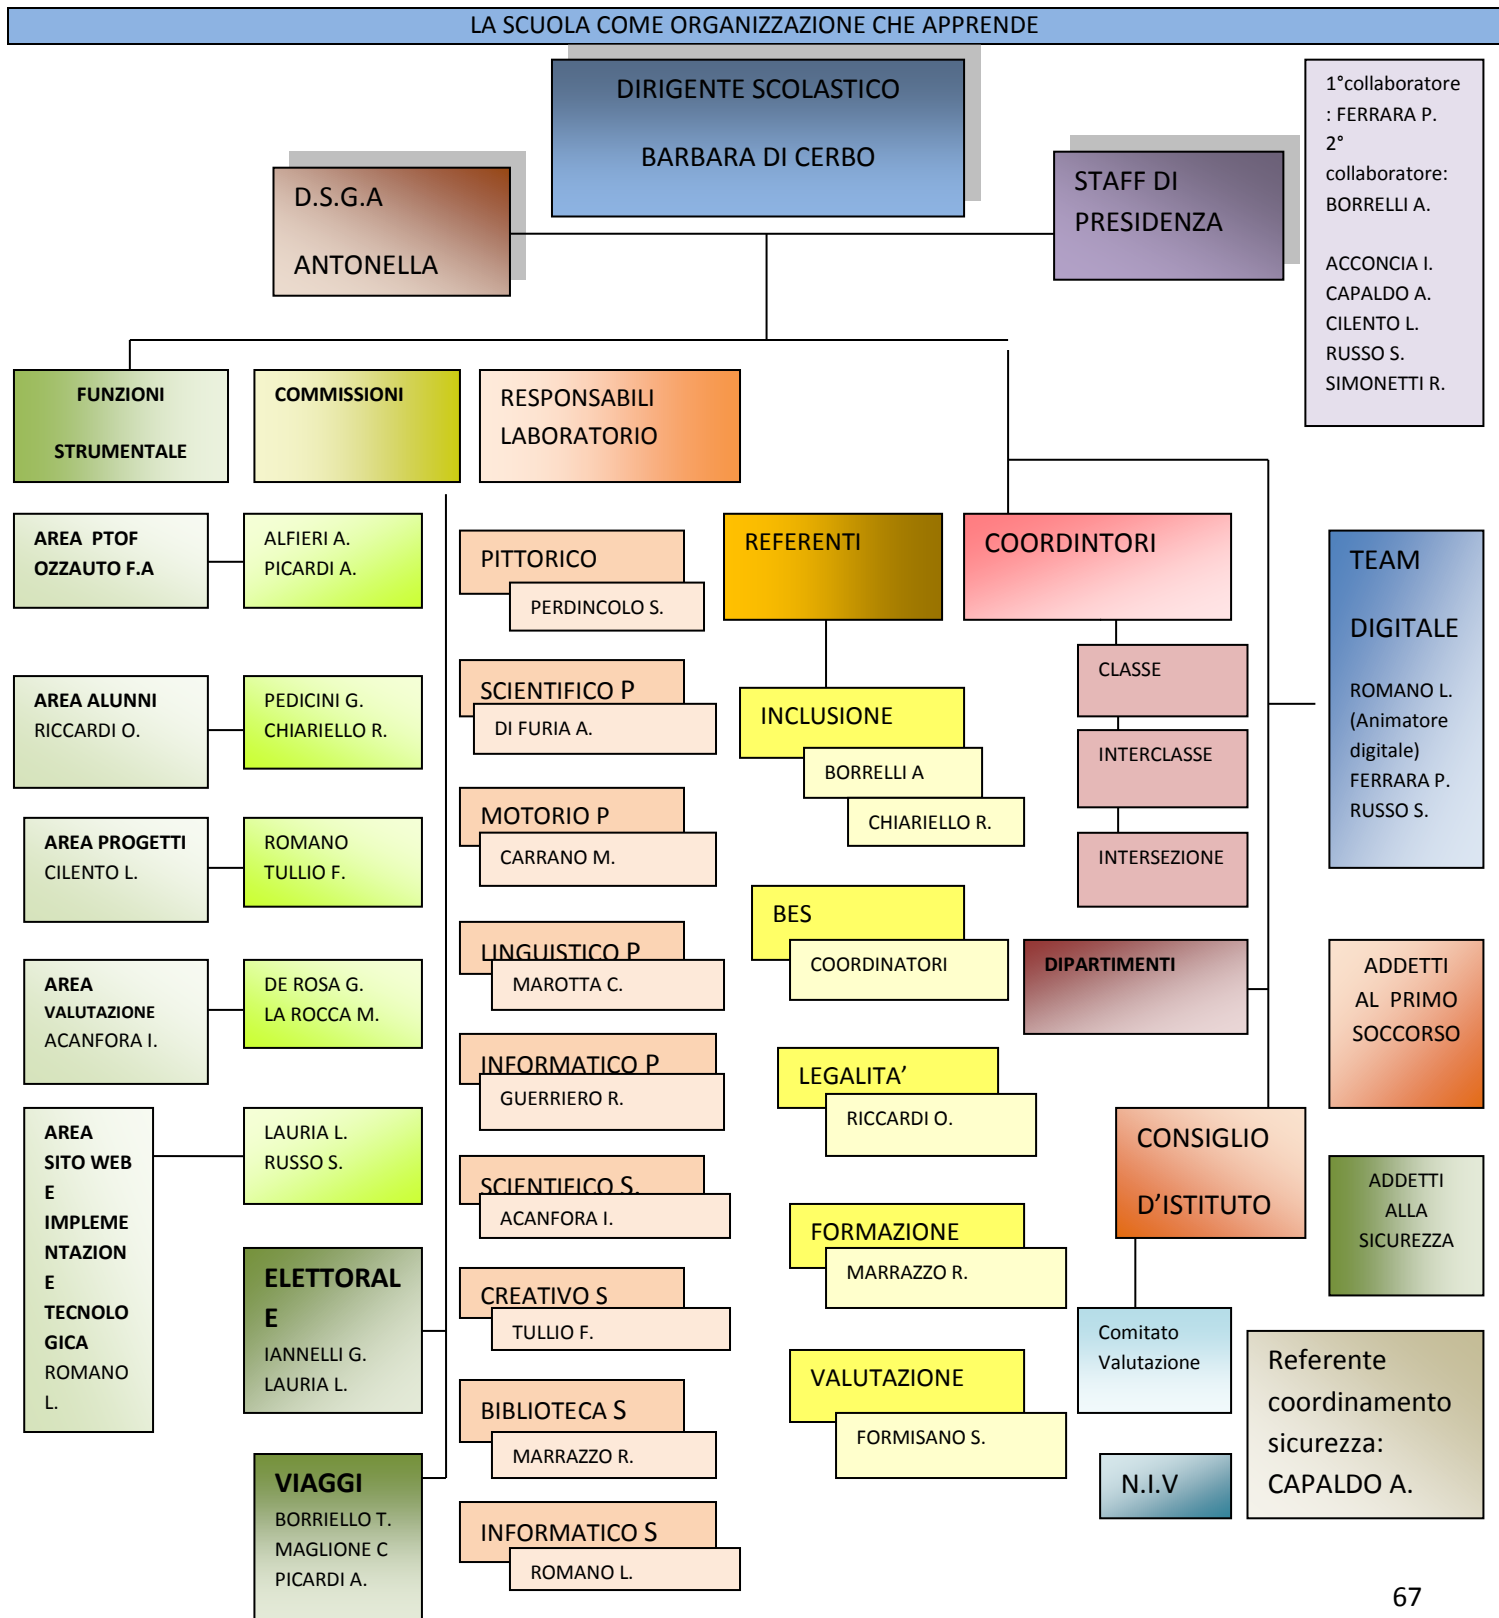 LA SCUOLA COME ORGANIZZAZIONE CHE APPRENDE
DIRIGENTE SCOLASTICO
BARBARA DI CERBO
D.S.G.A
ANTONELLA
STAFF DI
PRESIDENZA
1°collaboratore
: FERRARA P.
2°
collaboratore:
BORRELLI A.
ACCONCIA I.
CAPALDO A.
CILENTO L.
RUSSO S.
SIMONETTI R.
FUNZIONI
STRUMENTALE
COMMISSIONI
RESPONSABILI
LABORATORIO
AREA PTOF
OZZAUTO F.A
ALFIERI A.
PICARDI A.
AREA ALUNNI
RICCARDI O.
PEDICINI G.
CHIARIELLO R.
AREA PROGETTI
CILENTO L.
ROMANO
TULLIO F.
AREA
VALUTAZIONE
ACANFORA I.
DE ROSA G.
LA ROCCA M.
AREA
SITO WEB
E
IMPLEME
NTAZION
E
TECNOLO
GICA
ROMANO
L.
LAURIA L.
RUSSO S.
ELETTORAL
E
IANNELLI G.
LAURIA L.
VIAGGI
BORRIELLO T.
MAGLIONE C
PICARDI A.
PITTORICO
PERDINCOLO S.
SCIENTIFICO P
DI FURIA A.
MOTORIO P
CARRANO M.
LINGUISTICO P
MAROTTA C.
INFORMATICO P
GUERRIERO R.
SCIENTIFICO S.
ACANFORA I.
CREATIVO S
TULLIO F.
BIBLIOTECA S
MARRAZZO R.
INFORMATICO S
ROMANO L.
REFERENTI
INCLUSIONE
BORRELLI A
CHIARIELLO R.
BES
COORDINATORI
LEGALITA’
RICCARDI O.
FORMAZIONE
MARRAZZO R.
VALUTAZIONE
FORMISANO S.
COORDINTORI
CLASSE
INTERCLASSE
INTERSEZIONE
DIPARTIMENTI
CONSIGLIO
D’ISTITUTO
Comitato
Valutazione
N.I.V
TEAM
DIGITALE
ROMANO L.
(Animatore
digitale)
FERRARA P.
RUSSO S.
ADDETTI
AL PRIMO
SOCCORSO
ADDETTI
ALLA
SICUREZZA
Referente
coordinamento
sicurezza:
CAPALDO A.
67